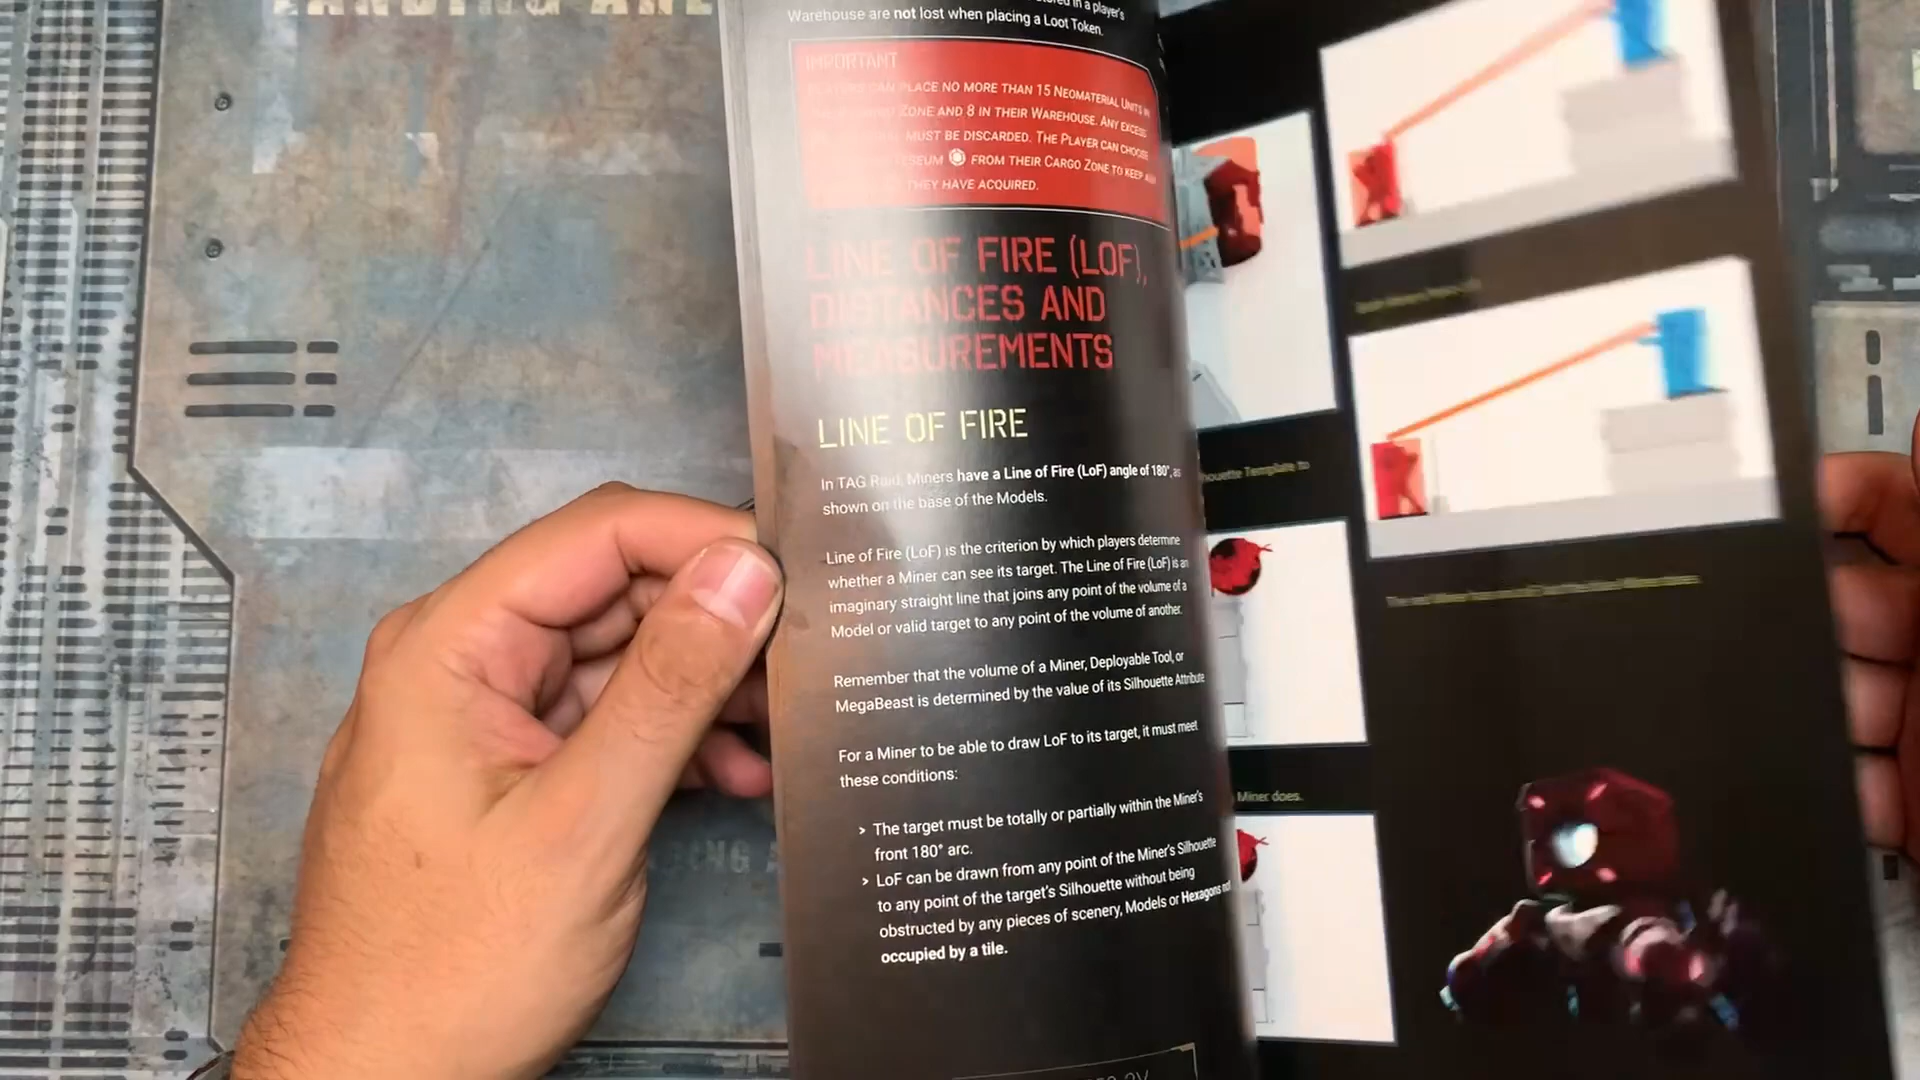 stored in a player's
Warehouse are not lost when placing a Loot Token.
IMPORTANT
CAN PLACE NO MORE THAN 15 NEOMATERIAL UNITS IN
ZONE AND 8 IN THEIR WAREHOUSE. ANY EXCESS
MUST BE DISCARDED. THE PLAYER CAN CHOOSE
FROM THEIR CARGO ZONE TO KEEP ANY
THEY HAVE ACQUIRED.
LINE OF FIRE (LOF),
DISTANCES AND
MEASUREMENTS
LINE OF FIRE
In TAG Raid, Miners have a Line of Fire (LoF) angle of 180°, as
shown on the base of the Models.
Line of Fire (LoF) is the criterion by which players determine
whether a Miner can see its target. The Line of Fire (LoF) is an
imaginary straight line that joins any point of the volume of a
Model or valid target to any point of the volume of another.
Remember that the volume of a Miner, Deployable Tool, or
MegaBeast is determined by the value of its Silhouette Attribute
For a Miner to be able to draw LoF to its target, it must meet
these conditions:
> The target must be totally or partially within the Miner's
front 180° arc.
> LoF can be drawn from any point of the Miner's Silhouette
to any point of the target's Silhouette without being
obstructed by any pieces of scenery, Models or Hexagons not
occupied by a tile.
Template to
Miner does.